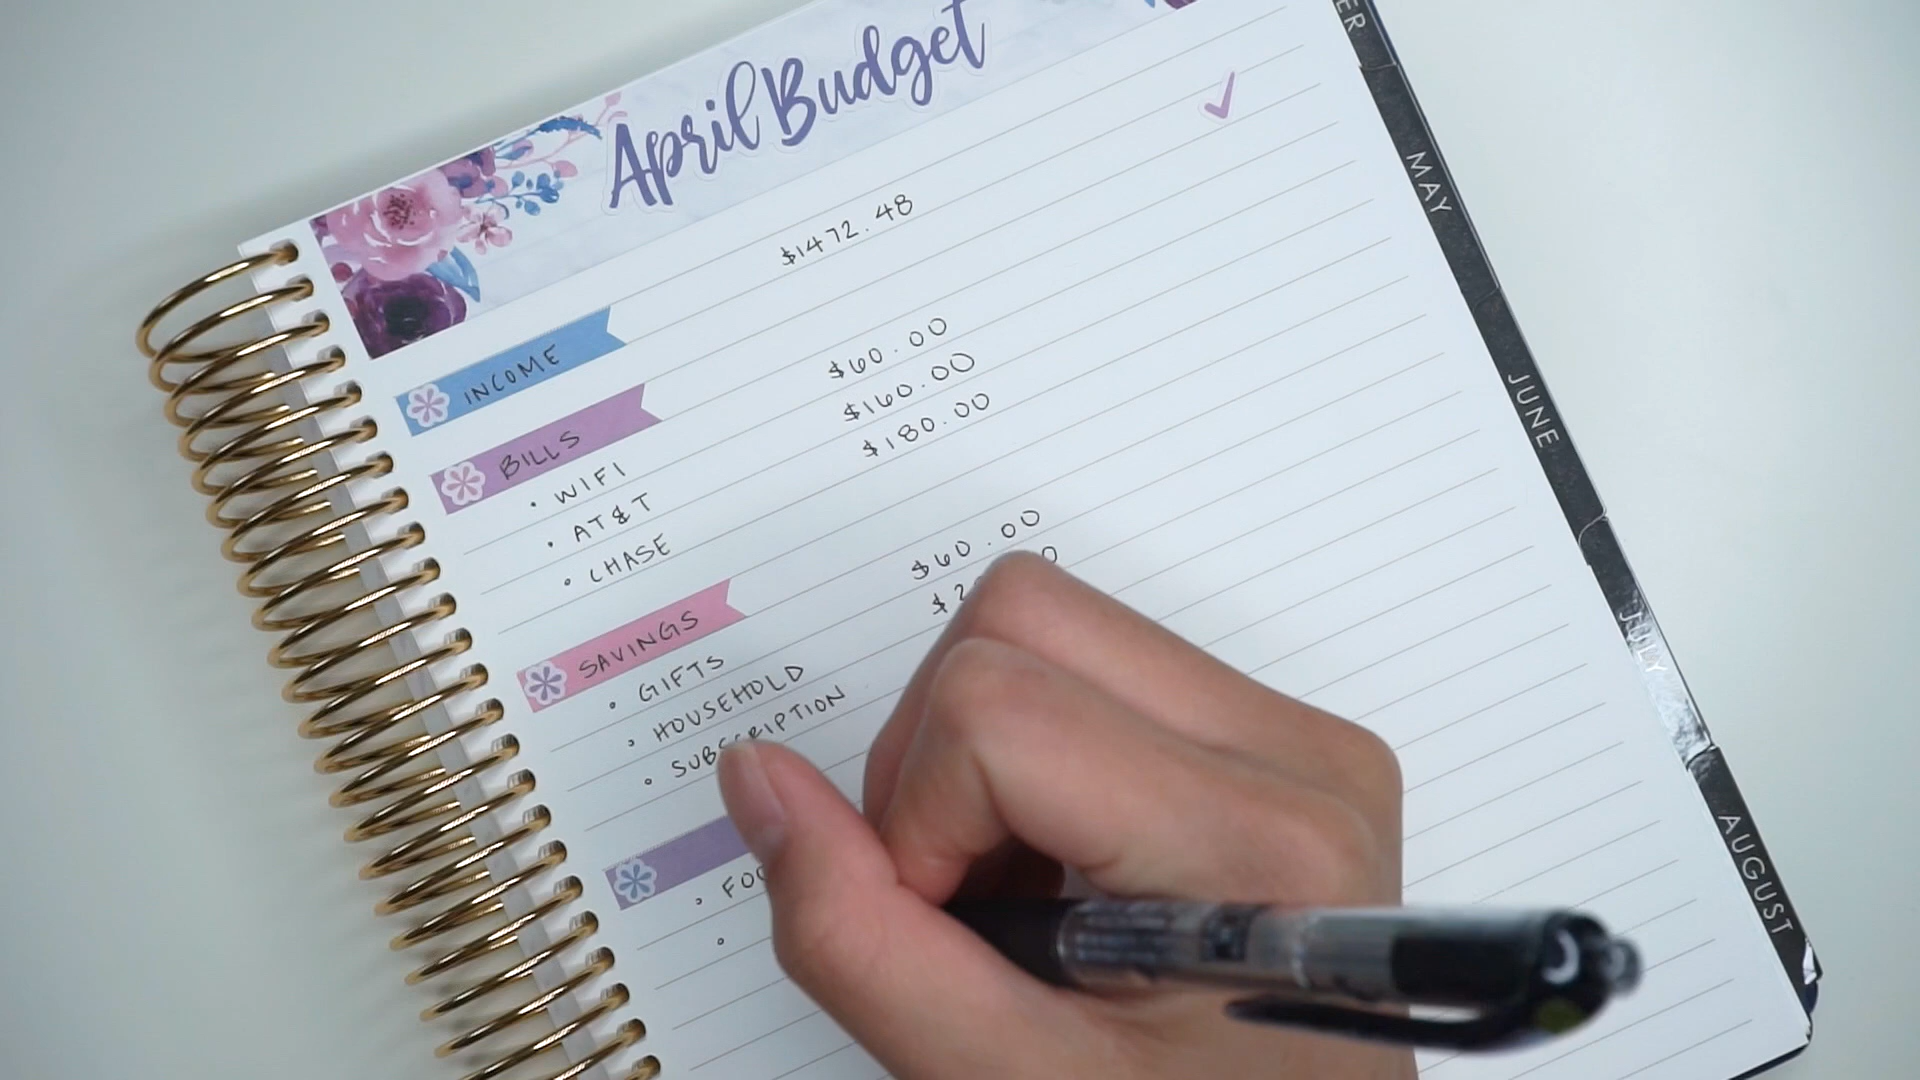 April Budget
INCOME $1472.48
BILLS
• WIFI $60.00
• AT&T $160.00
• CHASE $180.00
SAVINGS
• GIFTS $60.00
• HOUSEHOLD
• SUBSCRIPTION
MAY
JUNE
JULY
AUGUST